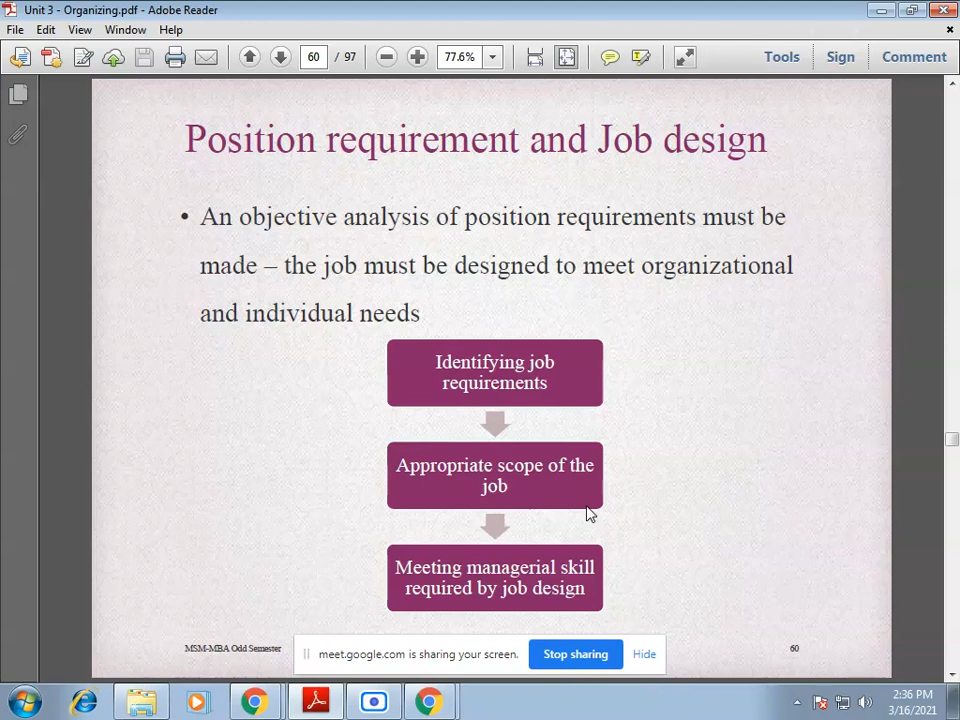 Unit 3 - Organizing.pdf - Adobe Reader
File Edit View Window Help
60 / 97 77.6% Tools Sign Comment
Position requirement and Job design
• An objective analysis of position requirements must be
made – the job must be designed to meet organizational
and individual needs
Identifying job
requirements
Appropriate scope of the
job
Meeting managerial skill
required by job design
MSM-MBA Odd Semester
60
meet.google.com is sharing your screen. Stop sharing Hide
2:36 PM
3/16/2021